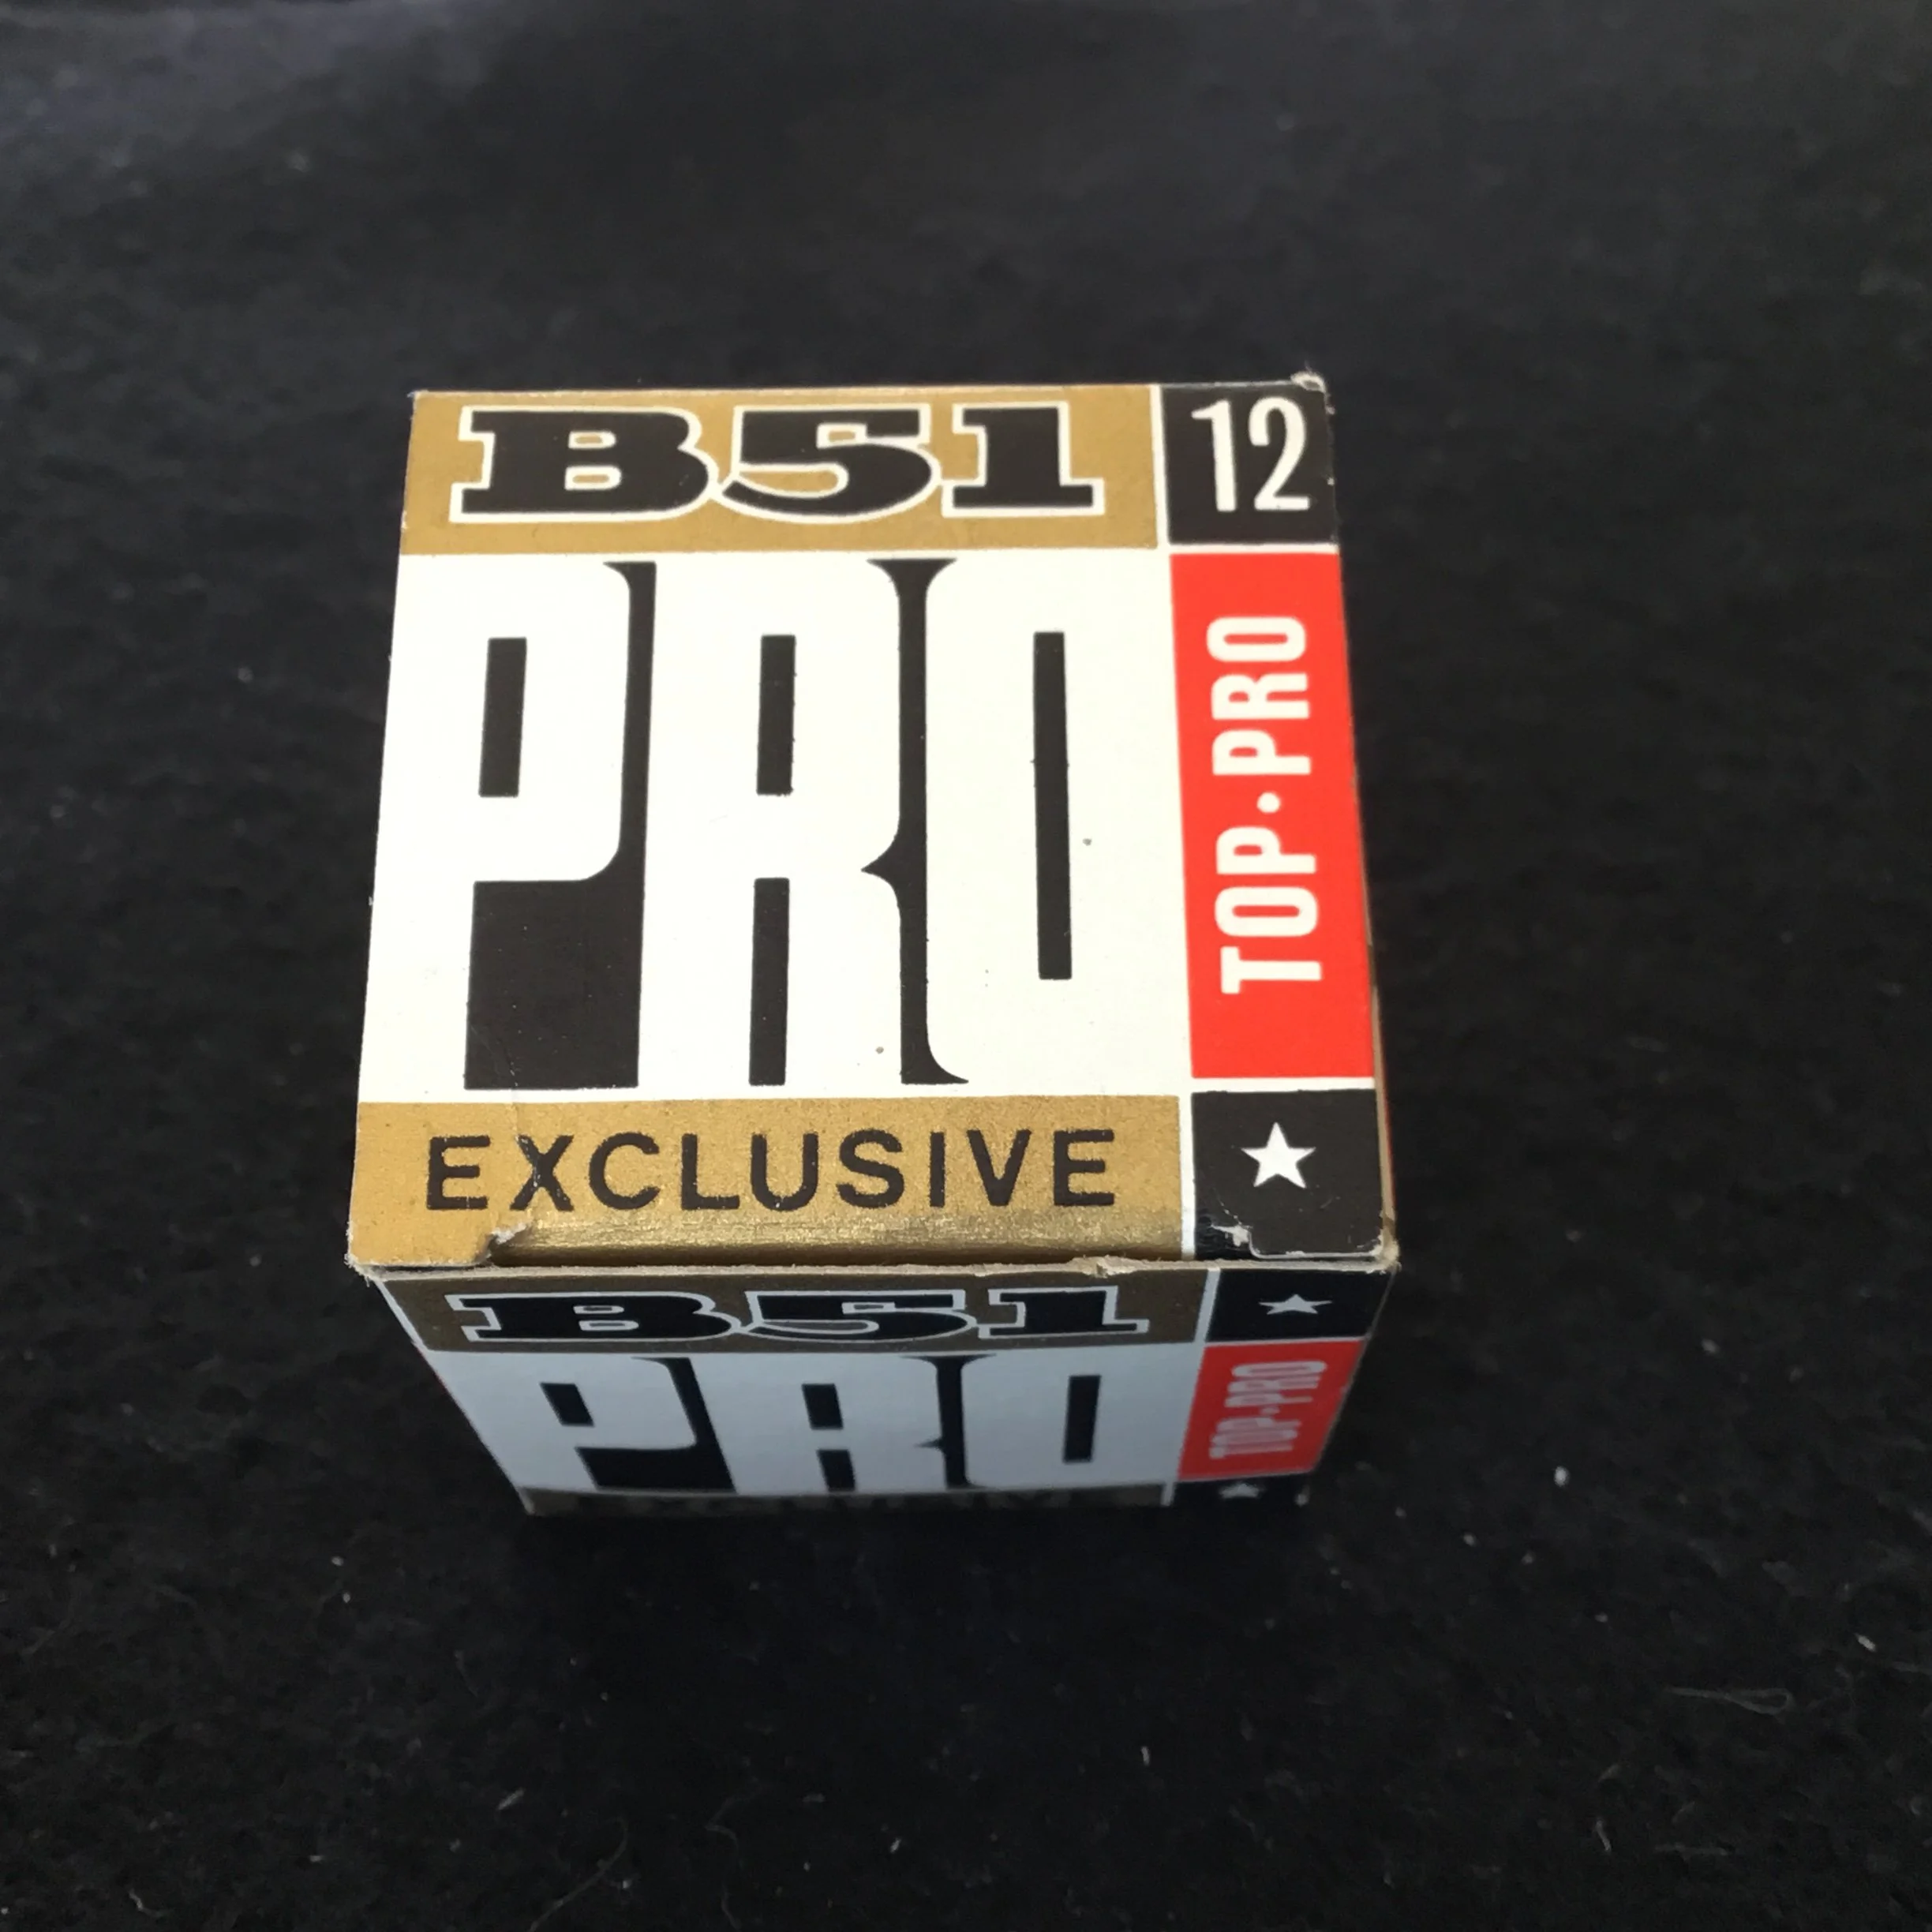 B51 12
PRO
TOP·PRO
EXCLUSIVE
B51
PRO
TOP·PRO